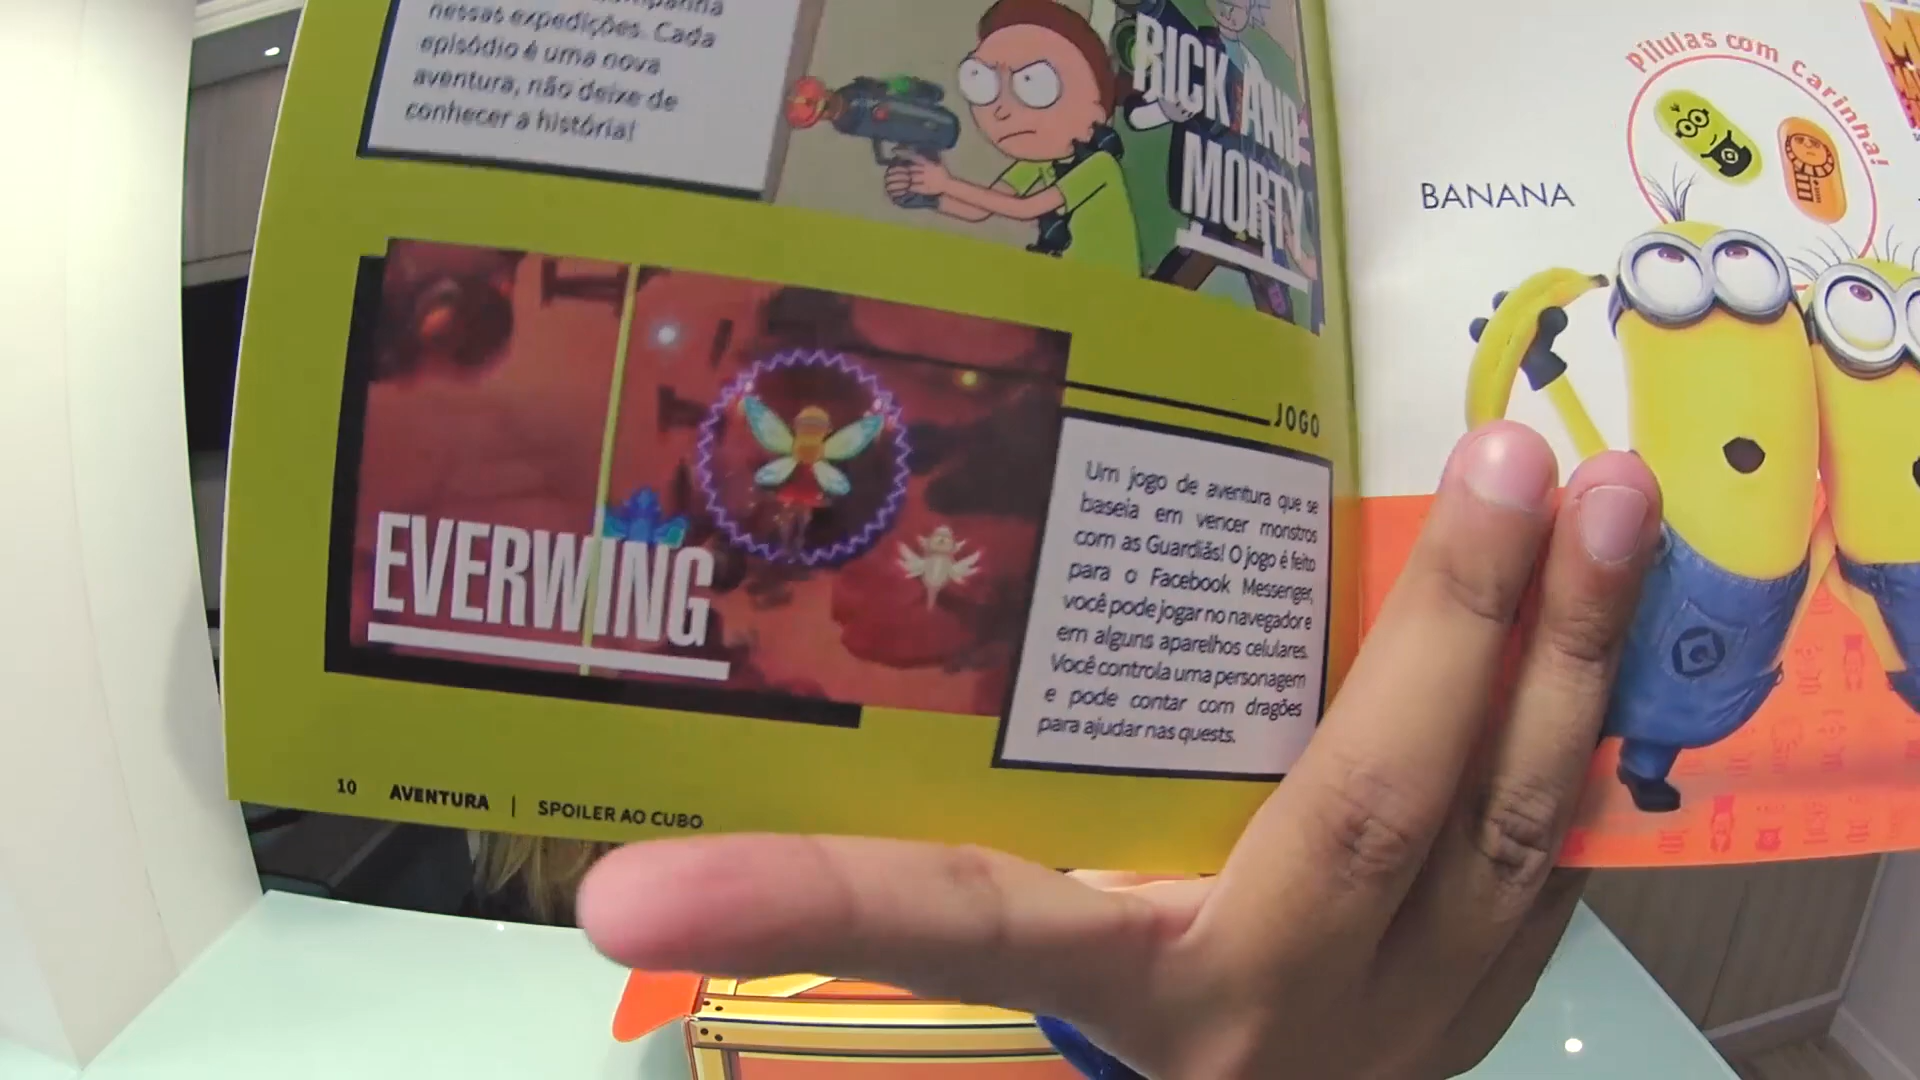 nessas expedições. Cada
episódio é uma nova
aventura, não deixe de
conhecer a história!
RICK AND
MORTY
JOGO
Um jogo de aventura que se
baseia em vencer monstros
com as Guardiãs! O jogo é feito
para o Facebook Messenger,
você pode jogar no navegador e
em alguns aparelhos celulares.
Você controla uma personagem
e pode contar com dragões
para ajudar nas quests.
EVERWING
10 AVENTURA | SPOILER AO CUBO
Pílulas com carinha!
BANANA